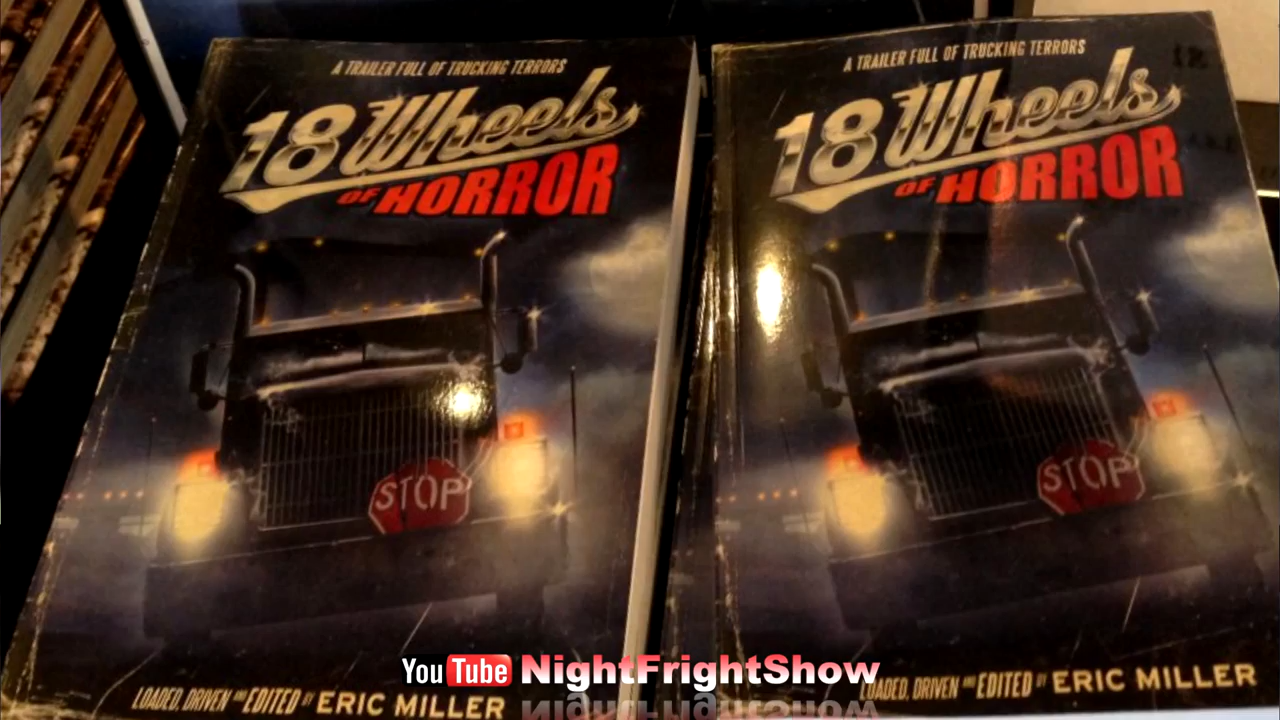 A TRAILER FULL OF TRUCKING TERRORS
18 Wheels
OF HORROR
STOP
LOADED, DRIVEN AND EDITED BY ERIC MILLER
A TRAILER FULL OF TRUCKING TERRORS
18 Wheels
OF HORROR
STOP
LOADED, DRIVEN AND EDITED BY ERIC MILLER
YouTube NightFrightShow